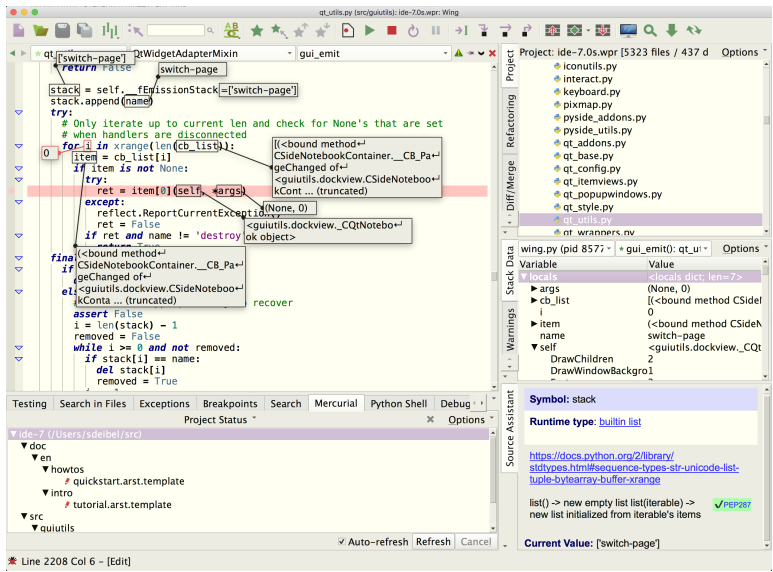 qt_utils.py (src/guiutils): ide-7.0s.wpr: Wing
QtWidgetAdapterMixin
gui_emit
['switch-page']
return False
switch-page
stack = self.__fEmissionStack =['switch-page']
stack.append(name)
try:
# Only iterate up to current len and check for None's that are set
# when handlers are disconnected
for i in xrange(len(cb_list)):
0
item = cb_list[i]
if item is not None:
try:
ret = item[0](self, *args)
except:
reflect.ReportCurrentException()
ret = False
if ret and name != 'destroy'
return True
[(<bound method↵
CSideNotebookContainer.__CB_Pa↵
geChanged of↵
<guiutils.dockview.CSideNeteboo↵
kCont ... (truncated)
(None, 0)
<guiutils.dockview._CQtNotebo↵
ok object>
(<bound method↵
CSideNotebookContainer.__CB_Pa↵
geChanged of↵
<guiutils.dockview.CSideNeteboo↵
kConta ... (truncated)
recover
assert False
i = len(stack) - 1
removed = False
while i >= 0 and not removed:
if stack[i] == name:
del stack[i]
removed = True
Project
Refactoring
Diff/Merge
Project: ide-7.0s.wpr [5323 files / 437 d
Options
iconutils.py
interact.py
keyboard.py
pixmap.py
pyside_addons.py
pyside_utils.py
qt_addons.py
qt_base.py
qt_config.py
qt_itemviews.py
qt_popupwindows.py
qt_style.py
qt_utils.py
qt_wrappers.py
Stack Data
Warnings
wing.py (pid 8577
gui_emit(): qt_u
Options
Variable Value
locals <locals dict; len=7>
args (None, 0)
cb_list [(<bound method CSideN
i 0
item (<bound method CSideN
name switch-page
self <guiutils.dockview._CQt
DrawChildren 2
DrawWindowBackgro 1
Testing Search in Files Exceptions Breakpoints Search Mercurial Python Shell Debug
Project Status
Options
ide-7 (/Users/sdeibel/src)
doc
en
howtos
quickstart.arst.template
intro
tutorial.arst.template
src
guiutils
Auto-refresh Refresh Cancel
Source Assistant
Symbol: stack
Runtime type: builtin list
https://docs.python.org/2/library/
stdtypes.html#sequence-types-str-unicode-list-
tuple-bytearray-buffer-xrange
list() -> new empty list list(iterable) ->
new list initialized from iterable's items
✓PEP287
Current Value: ['switch-page']
Line 2208 Col 6 - [Edit]